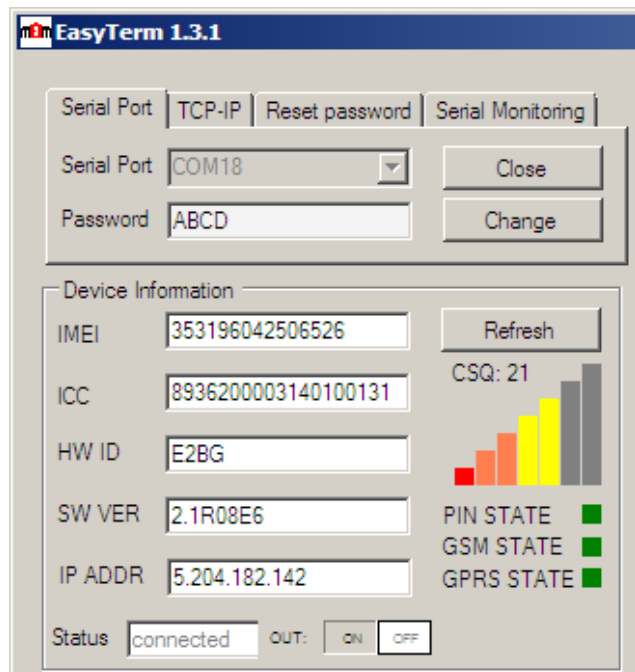 m2m EasyTerm 1.3.1
Serial Port TCP-IP Reset password Serial Monitoring
Serial Port COM18 Close
Password ABCD Change
Device Information
IMEI 353196042506526 Refresh
CSQ: 21
ICC 8936200003140100131
HW ID E2BG
SW VER 2.1R08E6 PIN STATE
GSM STATE
IP ADDR 5.204.182.142 GPRS STATE
Status connected OUT: ON OFF